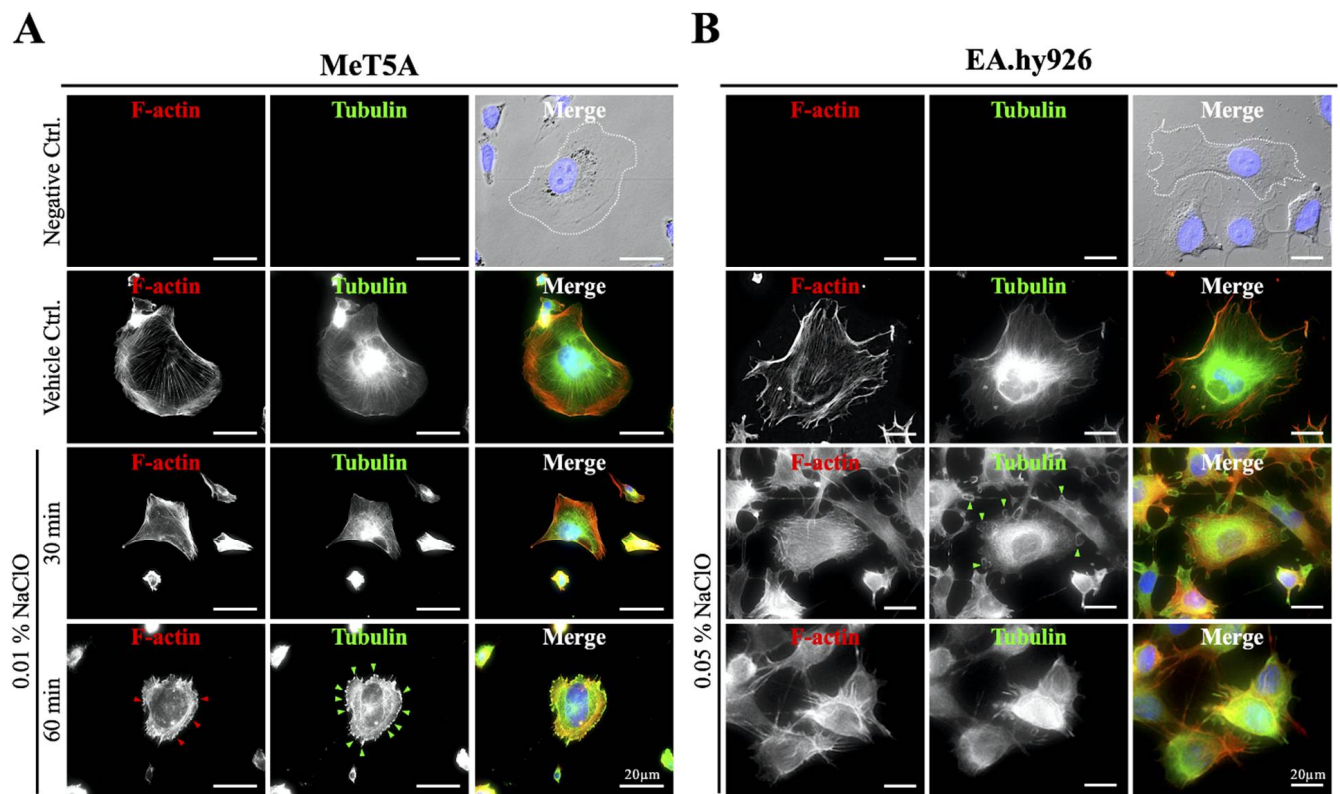 A
MeT5A
Negative Ctrl.
F-actin
Tubulin
Merge
Vehicle Ctrl.
F-actin
Tubulin
Merge
0.01 % NaClO
30 min
F-actin
Tubulin
Merge
60 min
F-actin
Tubulin
Merge
20μm
B
EA.hy926
F-actin
Tubulin
Merge
F-actin
Tubulin
Merge
0.05 % NaClO
F-actin
Tubulin
Merge
F-actin
Tubulin
Merge
20μm